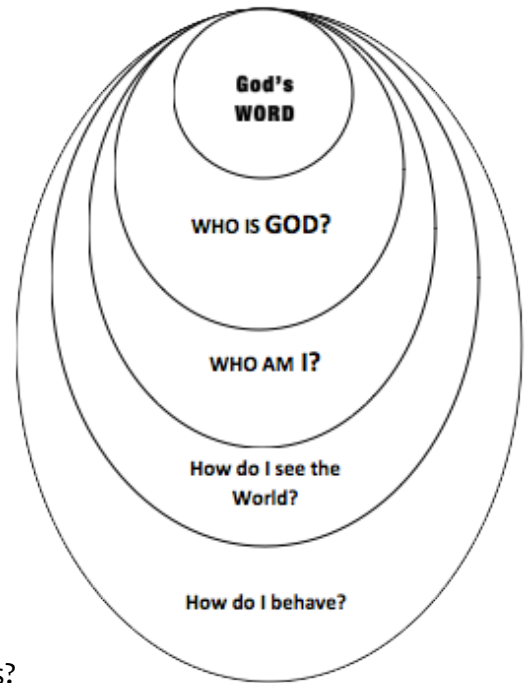 God's
WORD
WHO IS GOD?
WHO AM I?
How do I see the
World?
How do I behave?
s?